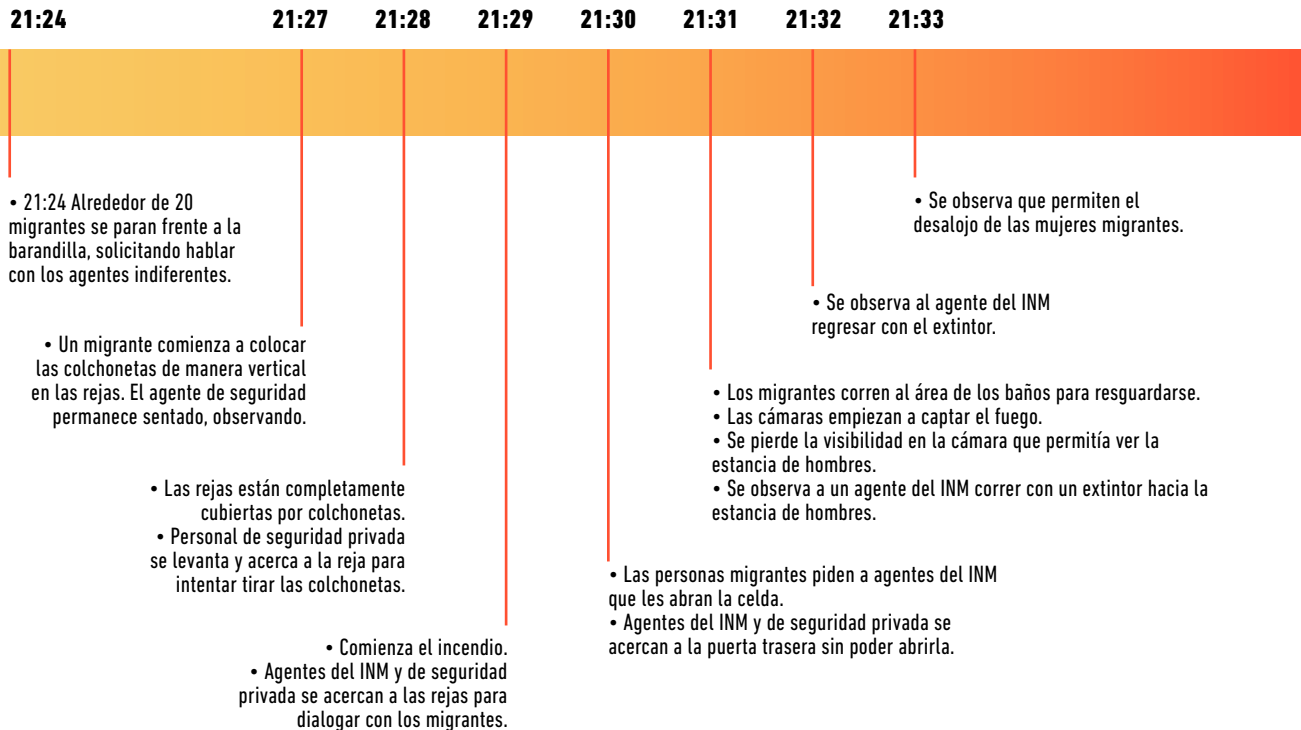 21:24
21:27
21:28
21:29
21:30
21:31
21:32
21:33
• 21:24 Alrededor de 20
migrantes se paran frente a la
barandilla, solicitando hablar
con los agentes indiferentes.
• Un migrante comienza a colocar
las colchonetas de manera vertical
en las rejas. El agente de seguridad
permanece sentado, observando.
• Las rejas están completamente
cubiertas por colchonetas.
• Personal de seguridad privada
se levanta y acerca a la reja para
intentar tirar las colchonetas.
• Comienza el incendio.
• Agentes del INM y de seguridad
privada se acercan a las rejas para
dialogar con los migrantes.
• Las personas migrantes piden a agentes del INM
que les abran la celda.
• Agentes del INM y de seguridad privada se
acercan a la puerta trasera sin poder abrirla.
• Los migrantes corren al área de los baños para resguardarse.
• Las cámaras empiezan a captar el fuego.
• Se pierde la visibilidad en la cámara que permitía ver la
estancia de hombres.
• Se observa a un agente del INM correr con un extintor hacia la
estancia de hombres.
• Se observa al agente del INM
regresar con el extintor.
• Se observa que permiten el
desalojo de las mujeres migrantes.